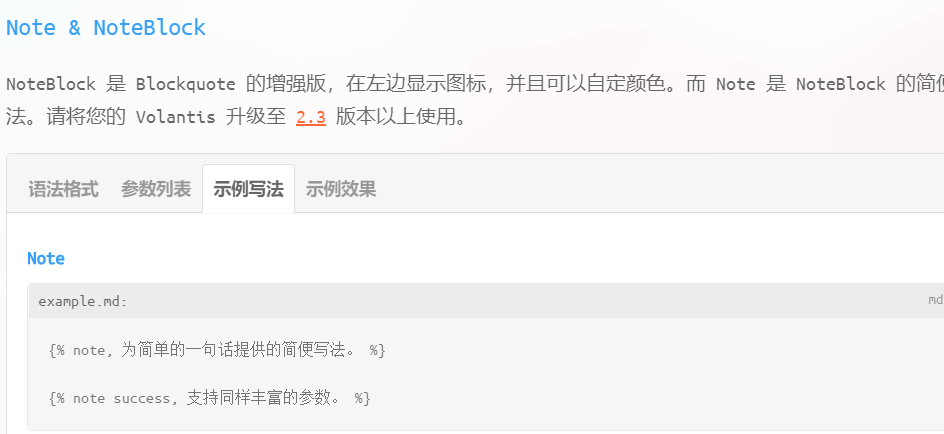 Note & NoteBlock
NoteBlock 是 Blockquote 的增强版，在左边显示图标，并且可以自定颜色。而 Note 是 NoteBlock 的简便
法。请将您的 Volantis 升级至 2.3 版本以上使用。
语法格式 参数列表 示例写法 示例效果
Note
example.md: md
{% note, 为简单的一句话提供的简便写法。 %}
{% note success, 支持同样丰富的参数。 %}